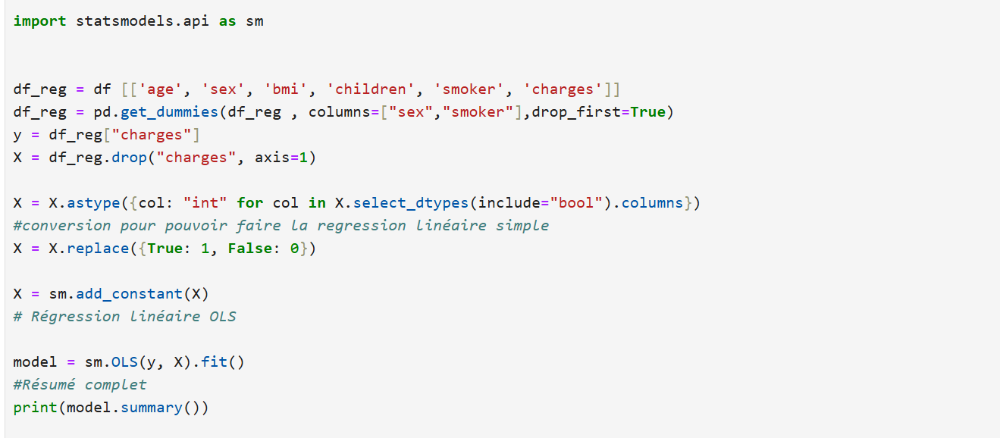 import statsmodels.api as sm
df_reg = df [['age', 'sex', 'bmi', 'children', 'smoker', 'charges']]
df_reg = pd.get_dummies(df_reg , columns=["sex","smoker"],drop_first=True)
y = df_reg["charges"]
X = df_reg.drop("charges", axis=1)
X = X.astype({col: "int" for col in X.select_dtypes(include="bool").columns})
#conversion pour pouvoir faire la regression linéaire simple
X = X.replace({True: 1, False: 0})
X = sm.add_constant(X)
# Régression linéaire OLS
model = sm.OLS(y, X).fit()
#Résumé complet
print(model.summary())